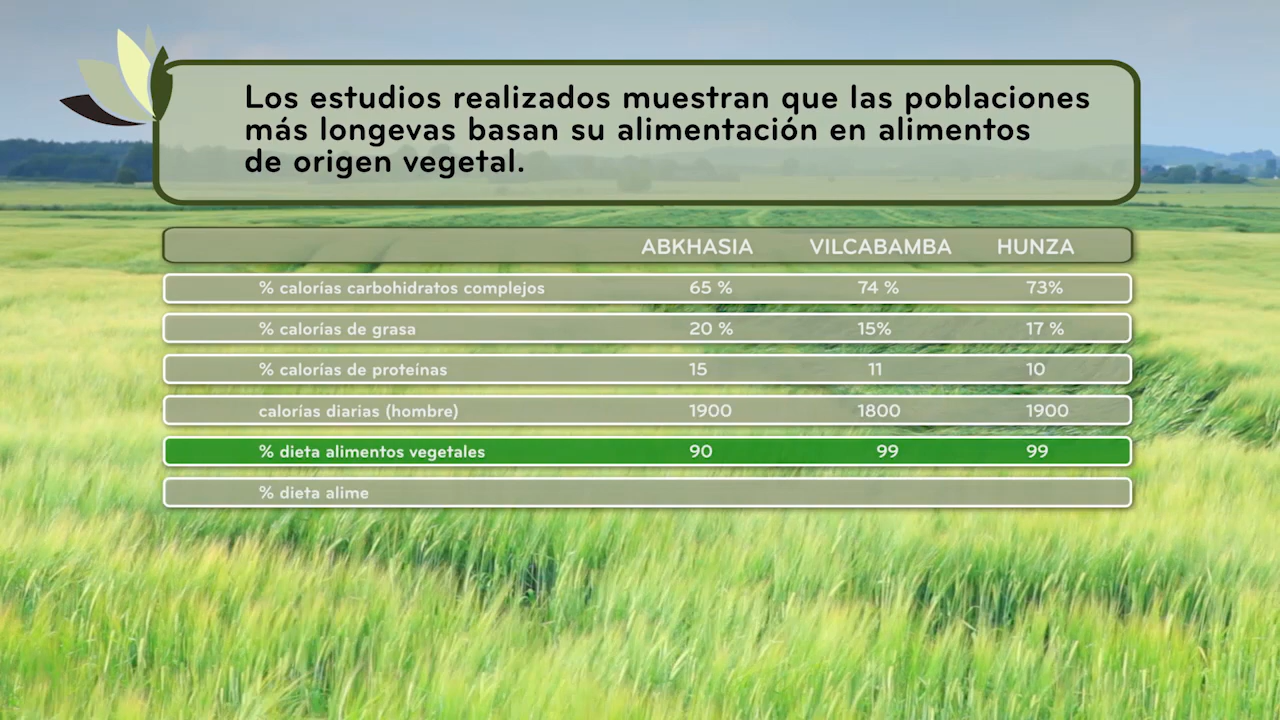 Los estudios realizados muestran que las poblaciones
más longevas basan su alimentación en alimentos
de origen vegetal.
ABKHASIA VILCABAMBA HUNZA
% calorías carbohidratos complejos 65 % 74 % 73%
% calorías de grasa 20 % 15% 17 %
% calorías de proteínas 15 11 10
calorías diarias (hombre) 1900 1800 1900
% dieta alimentos vegetales 90 99 99
% dieta alime